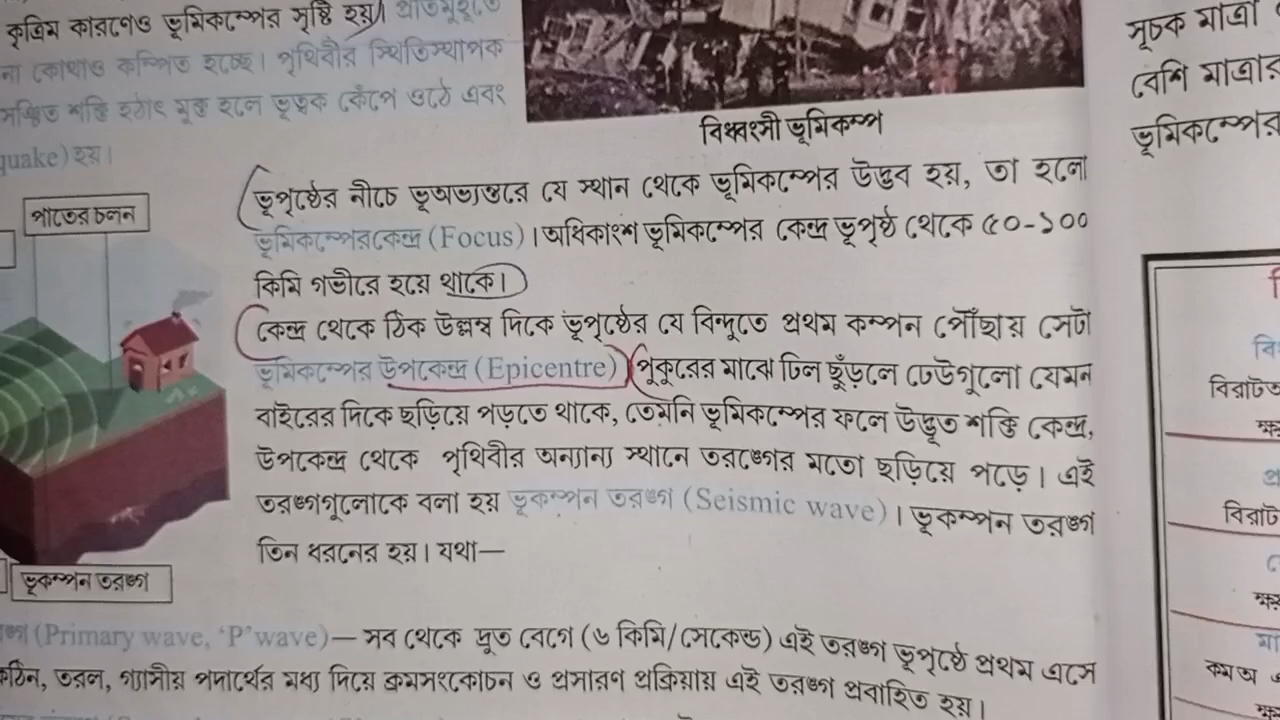 কৃত্রিম কারণেও ভূমিকম্পের সৃষ্টি হয়। প্রতিমুহূতে
না কোথাও কম্পিত হচ্ছে। পৃথিবীর স্থিতিস্থাপক
সঞ্চিত শক্তি হঠাৎ মুক্ত হলে ভূত্বক কেঁপে ওঠে এবং
quake) হয়।
বিধ্বংসী ভূমিকম্প
পাতের চলন
ভূপৃষ্ঠের নীচে ভূঅভ্যন্তরে যে স্থান থেকে ভূমিকম্পের উদ্ভব হয়, তা হলো
ভূমিকম্পেরকেন্দ্র (Focus)। অধিকাংশ ভূমিকম্পের কেন্দ্র ভূপৃষ্ঠ থেকে ৫০-১০০
কিমি গভীরে হয়ে থাকে।
কেন্দ্র থেকে ঠিক উল্লম্ব দিকে ভূপৃষ্ঠের যে বিন্দুতে প্রথম কম্পন পৌঁছায় সেটা
ভূমিকম্পের উপকেন্দ্র (Epicentre) পুকুরের মাঝে ঢিল ছুঁড়লে ঢেউগুলো যেমন
বাইরের দিকে ছড়িয়ে পড়তে থাকে, তেমনি ভূমিকম্পের ফলে উদ্ভূত শক্তি কেন্দ্র,
উপকেন্দ্র থেকে পৃথিবীর অন্যান্য স্থানে তরঙ্গের মতো ছড়িয়ে পড়ে। এই
তরঙ্গগুলোকে বলা হয় ভূকম্পন তরঙ্গ (Seismic wave)। ভূকম্পন তরঙ্গ
তিন ধরনের হয়। যথা—
ভূকম্পন তরঙ্গ
(Primary wave, ‘P’ wave)— সব থেকে দ্রুত বেগে (৬ কিমি/সেকেন্ড) এই তরঙ্গ ভূপৃষ্ঠে প্রথম এসে
কঠিন, তরল, গ্যাসীয় পদার্থের মধ্য দিয়ে ক্রমসংকোচন ও প্রসারণ প্রক্রিয়ায় এই তরঙ্গ প্রবাহিত হয়।
সূচক মাত্রা
বেশি মাত্রার
ভূমিকম্পের
বিরাট
কম অ